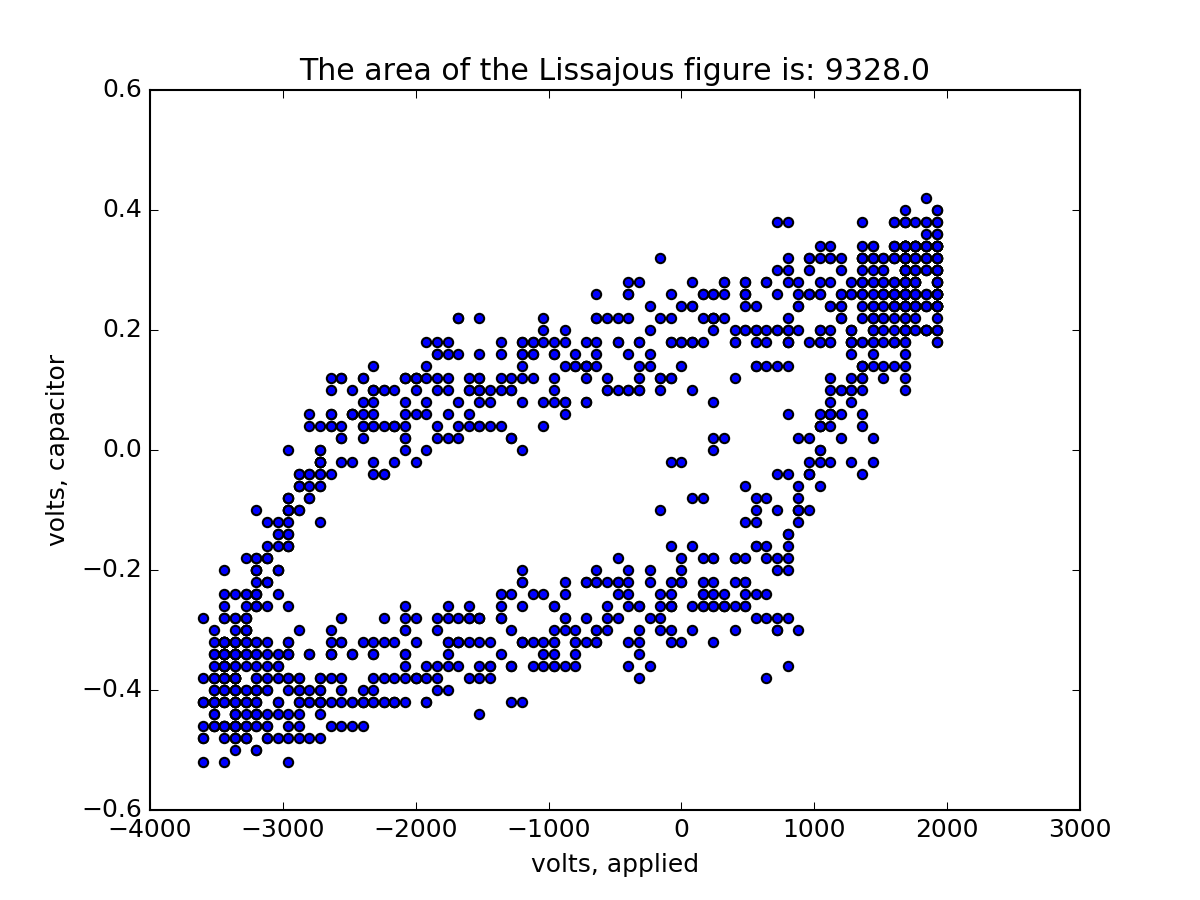 The area of the Lissajous figure is: 9328.0
0.6
0.4
0.2
0.0
−0.2
−0.4
−0.6
volts, capacitor
−4000 −3000 −2000 −1000 0 1000 2000 3000
volts, applied